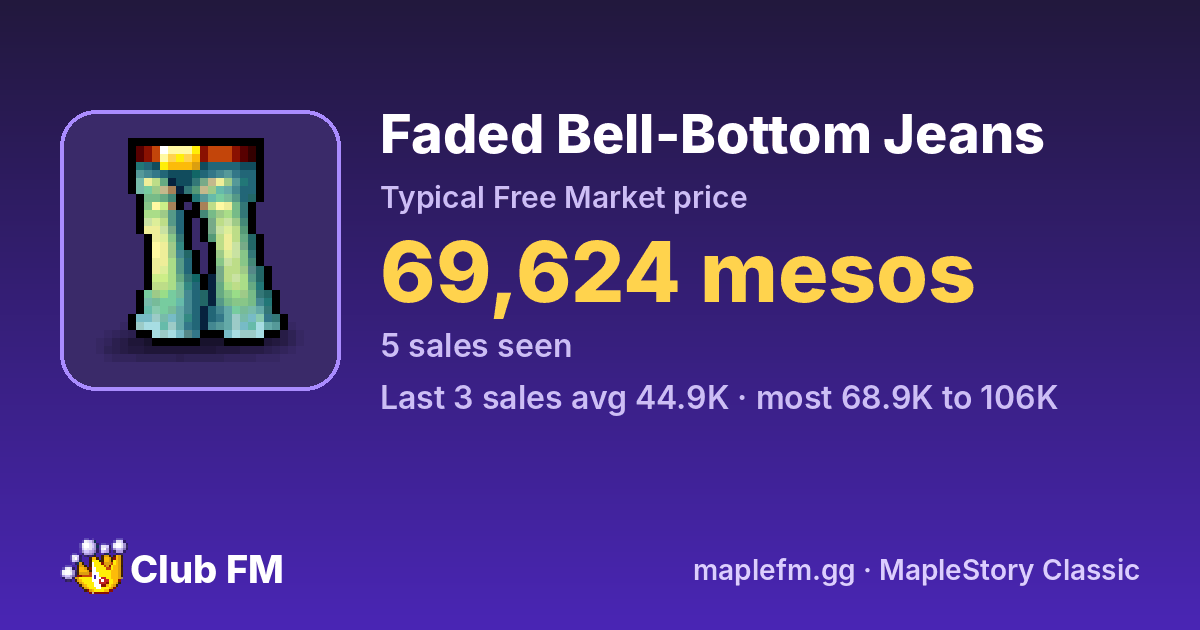 Faded Bell-Bottom Jeans
Typical Free Market price
69,624 mesos
5 sales seen
Last 3 sales avg 44.9K · most 68.9K to 106K
Club FM
maplefm.gg · MapleStory Classic